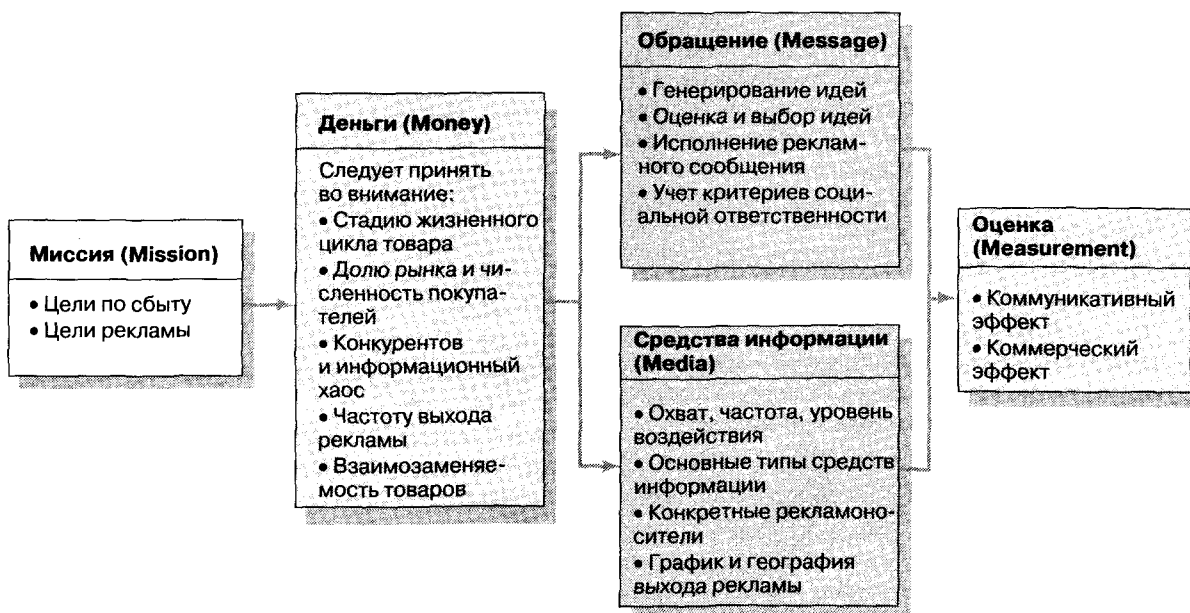 Миссия (Mission)
• Цели по сбыту
• Цели рекламы
Деньги (Money)
Следует принять
во внимание:
• Стадию жизненного
цикла товара
• Долю рынка и чи-
сленность покупа-
телей
• Конкурентов
и информационный
хаос
• Частоту выхода
рекламы
• Взаимозаменяе-
мость товаров
Обращение (Message)
• Генерирование идей
• Оценка и выбор идей
• Исполнение реклам-
ного сообщения
• Учет критериев соци-
альной ответственности
Средства информации
(Media)
• Охват, частота, уровень
воздействия
• Основные типы средств
информации
• Конкретные рекламоно-
сители
• График и география
выхода рекламы
Оценка
(Measurement)
• Коммуникативный
эффект
• Коммерческий
эффект